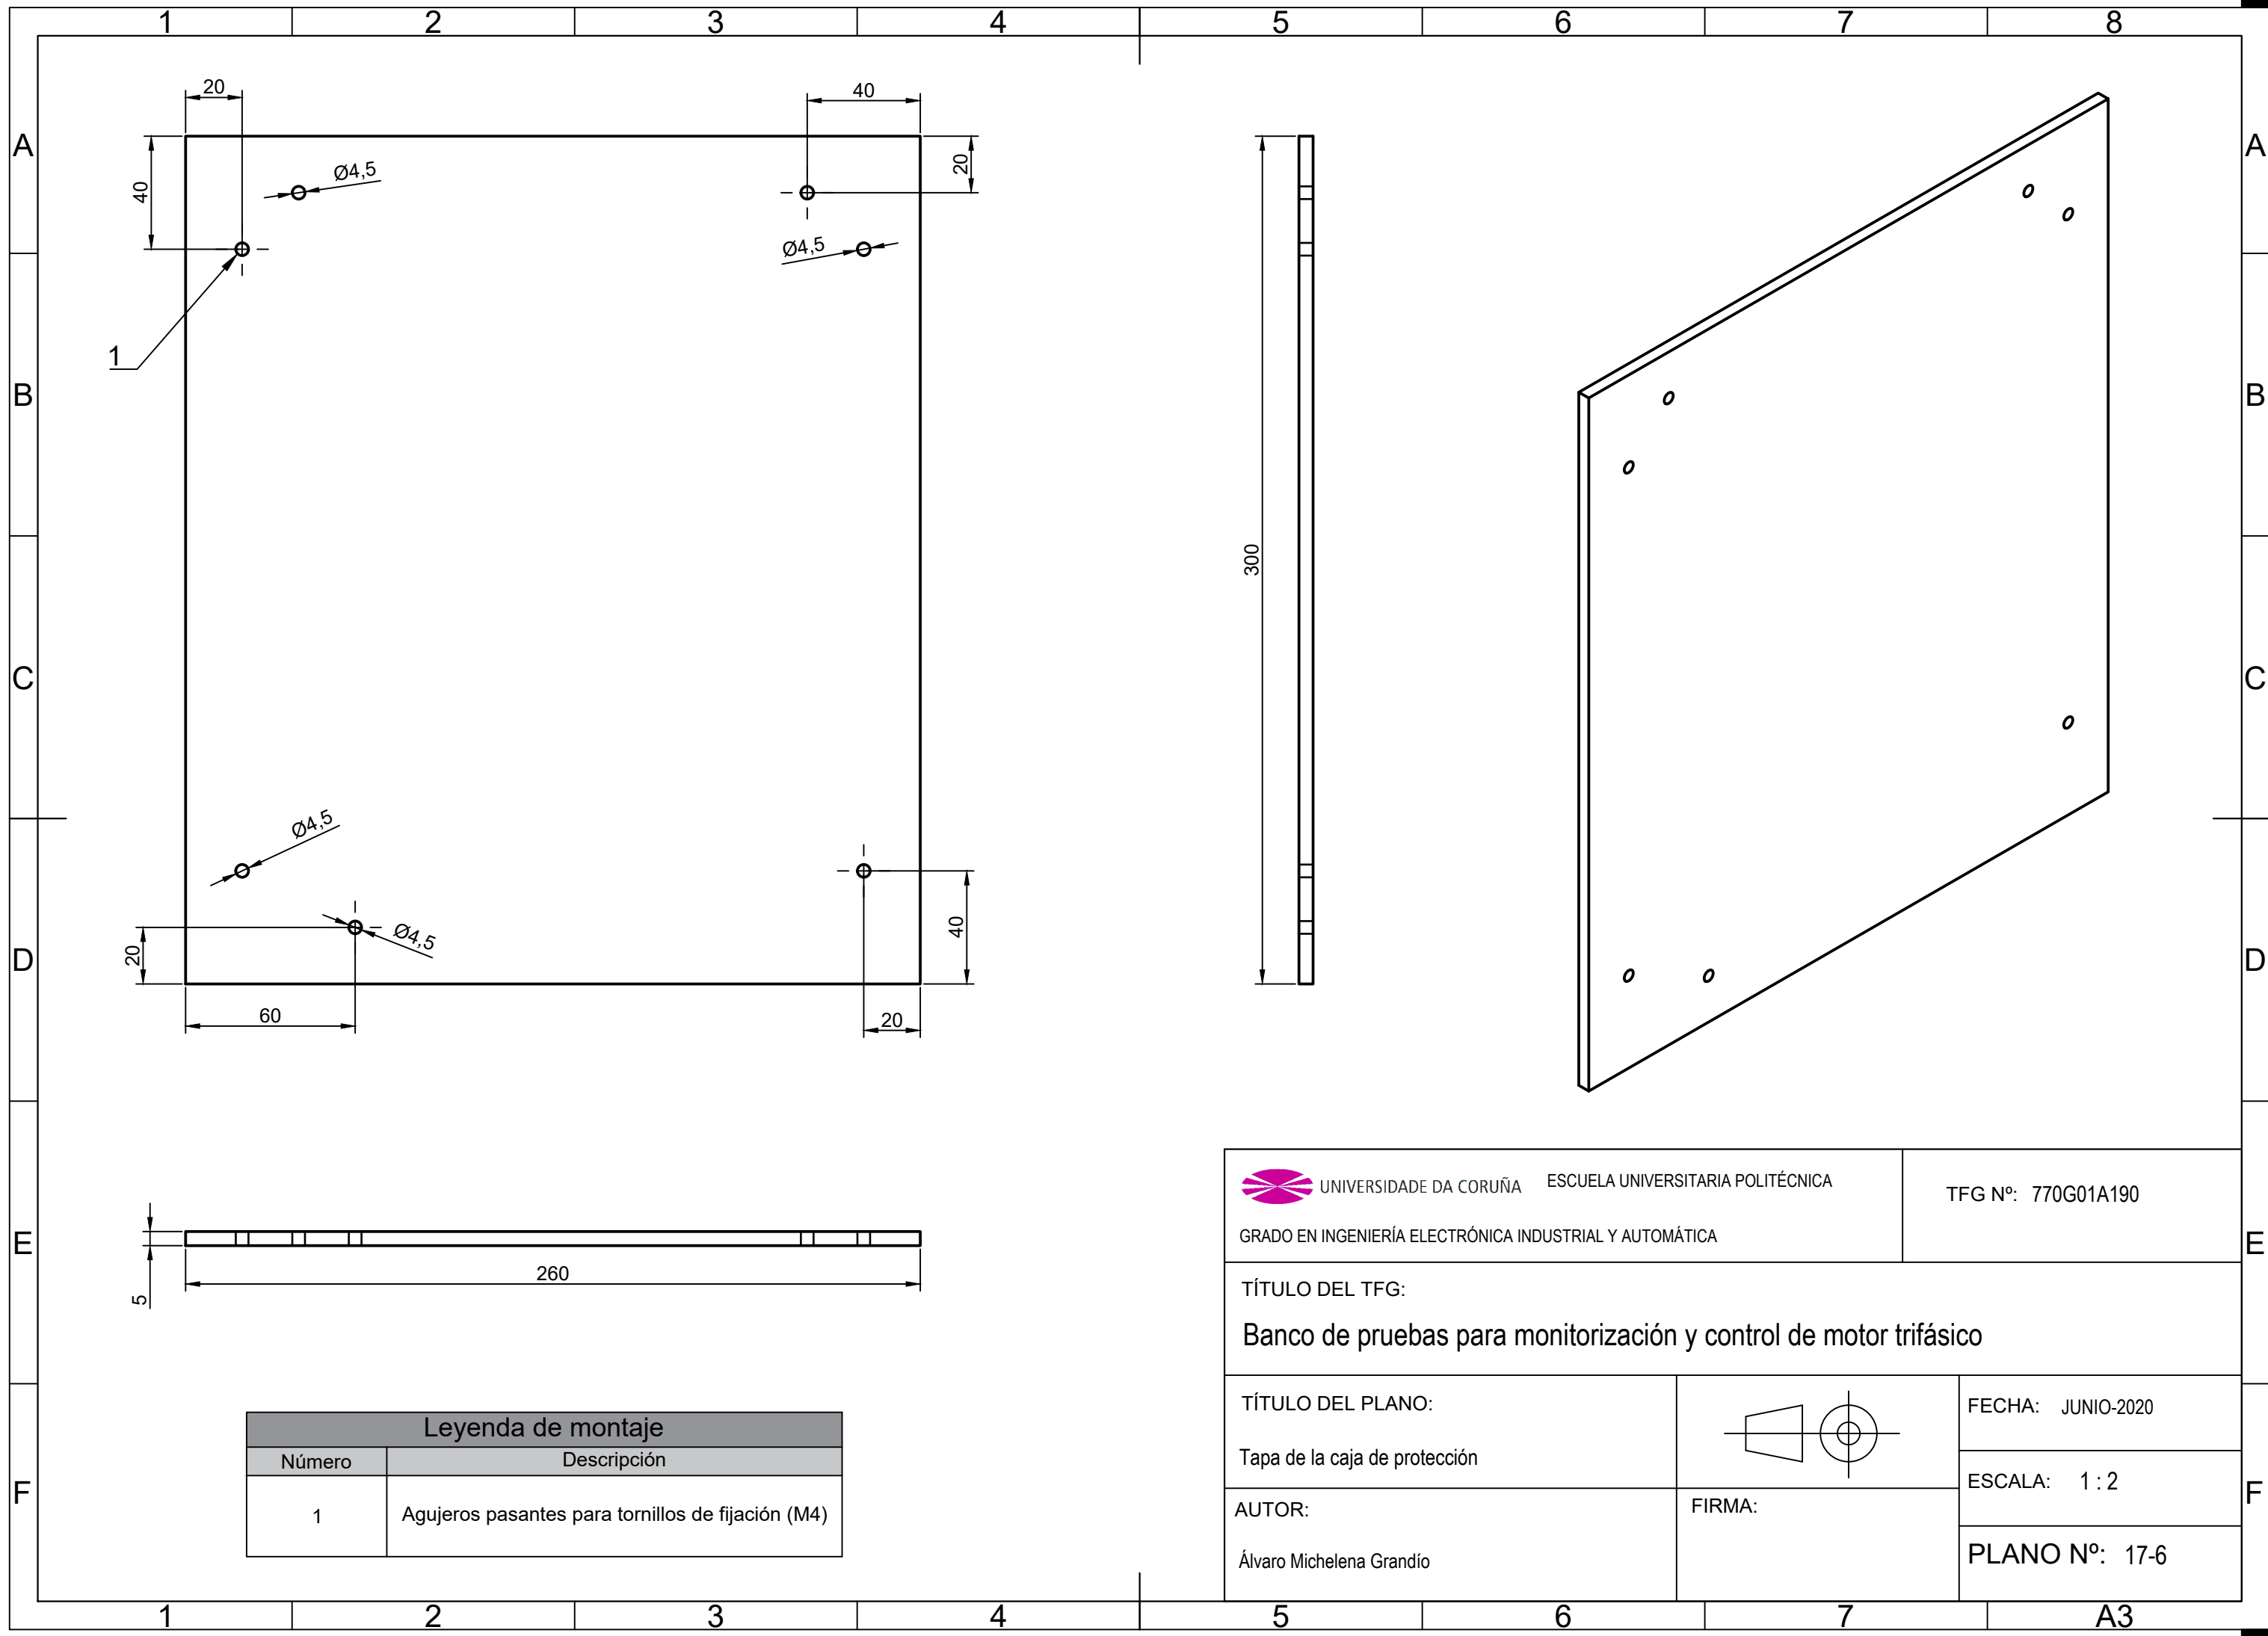 1 2 3 4 5 6 7 8
A A
B B
C C
D D
E E
F F
20
40
40
20
Ø4,5
Ø4,5
1
300
Ø4,5
Ø4,5
20
60
40
20
5
260
Leyenda de montaje
Número Descripción
1 Agujeros pasantes para tornillos de fijación (M4)
UNIVERSIDADE DA CORUÑA ESCUELA UNIVERSITARIA POLITÉCNICA
GRADO EN INGENIERÍA ELECTRÓNICA INDUSTRIAL Y AUTOMÁTICA
TFG Nº: 770G01A190
TÍTULO DEL TFG:
Banco de pruebas para monitorización y control de motor trifásico
TÍTULO DEL PLANO:
Tapa de la caja de protección
FECHA: JUNIO-2020
ESCALA: 1 : 2
AUTOR:
Álvaro Michelena Grandío
FIRMA:
PLANO Nº: 17-6
1 2 3 4 5 6 7 A3